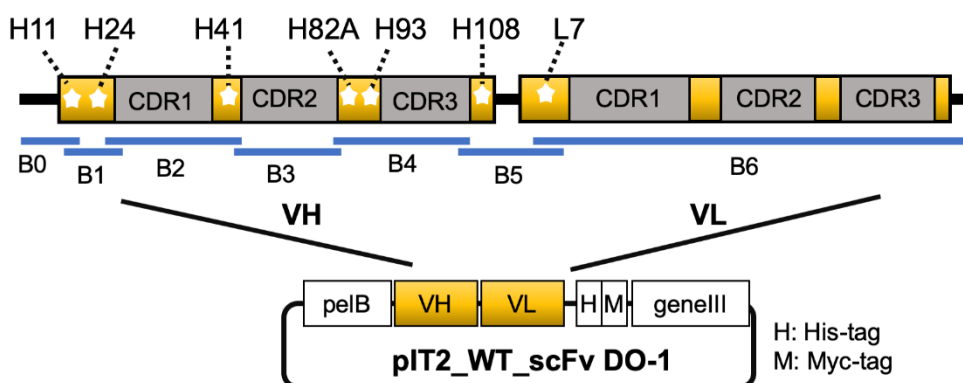 H11 H24 H41 H82A H93 H108 L7
CDR1 CDR2 CDR3 CDR1 CDR2 CDR3
B0 B1 B2 B3 B4 B5 B6
VH VL
pelB VH VL H M geneIII
pIT2_WT_scFv DO-1
H: His-tag
M: Myc-tag